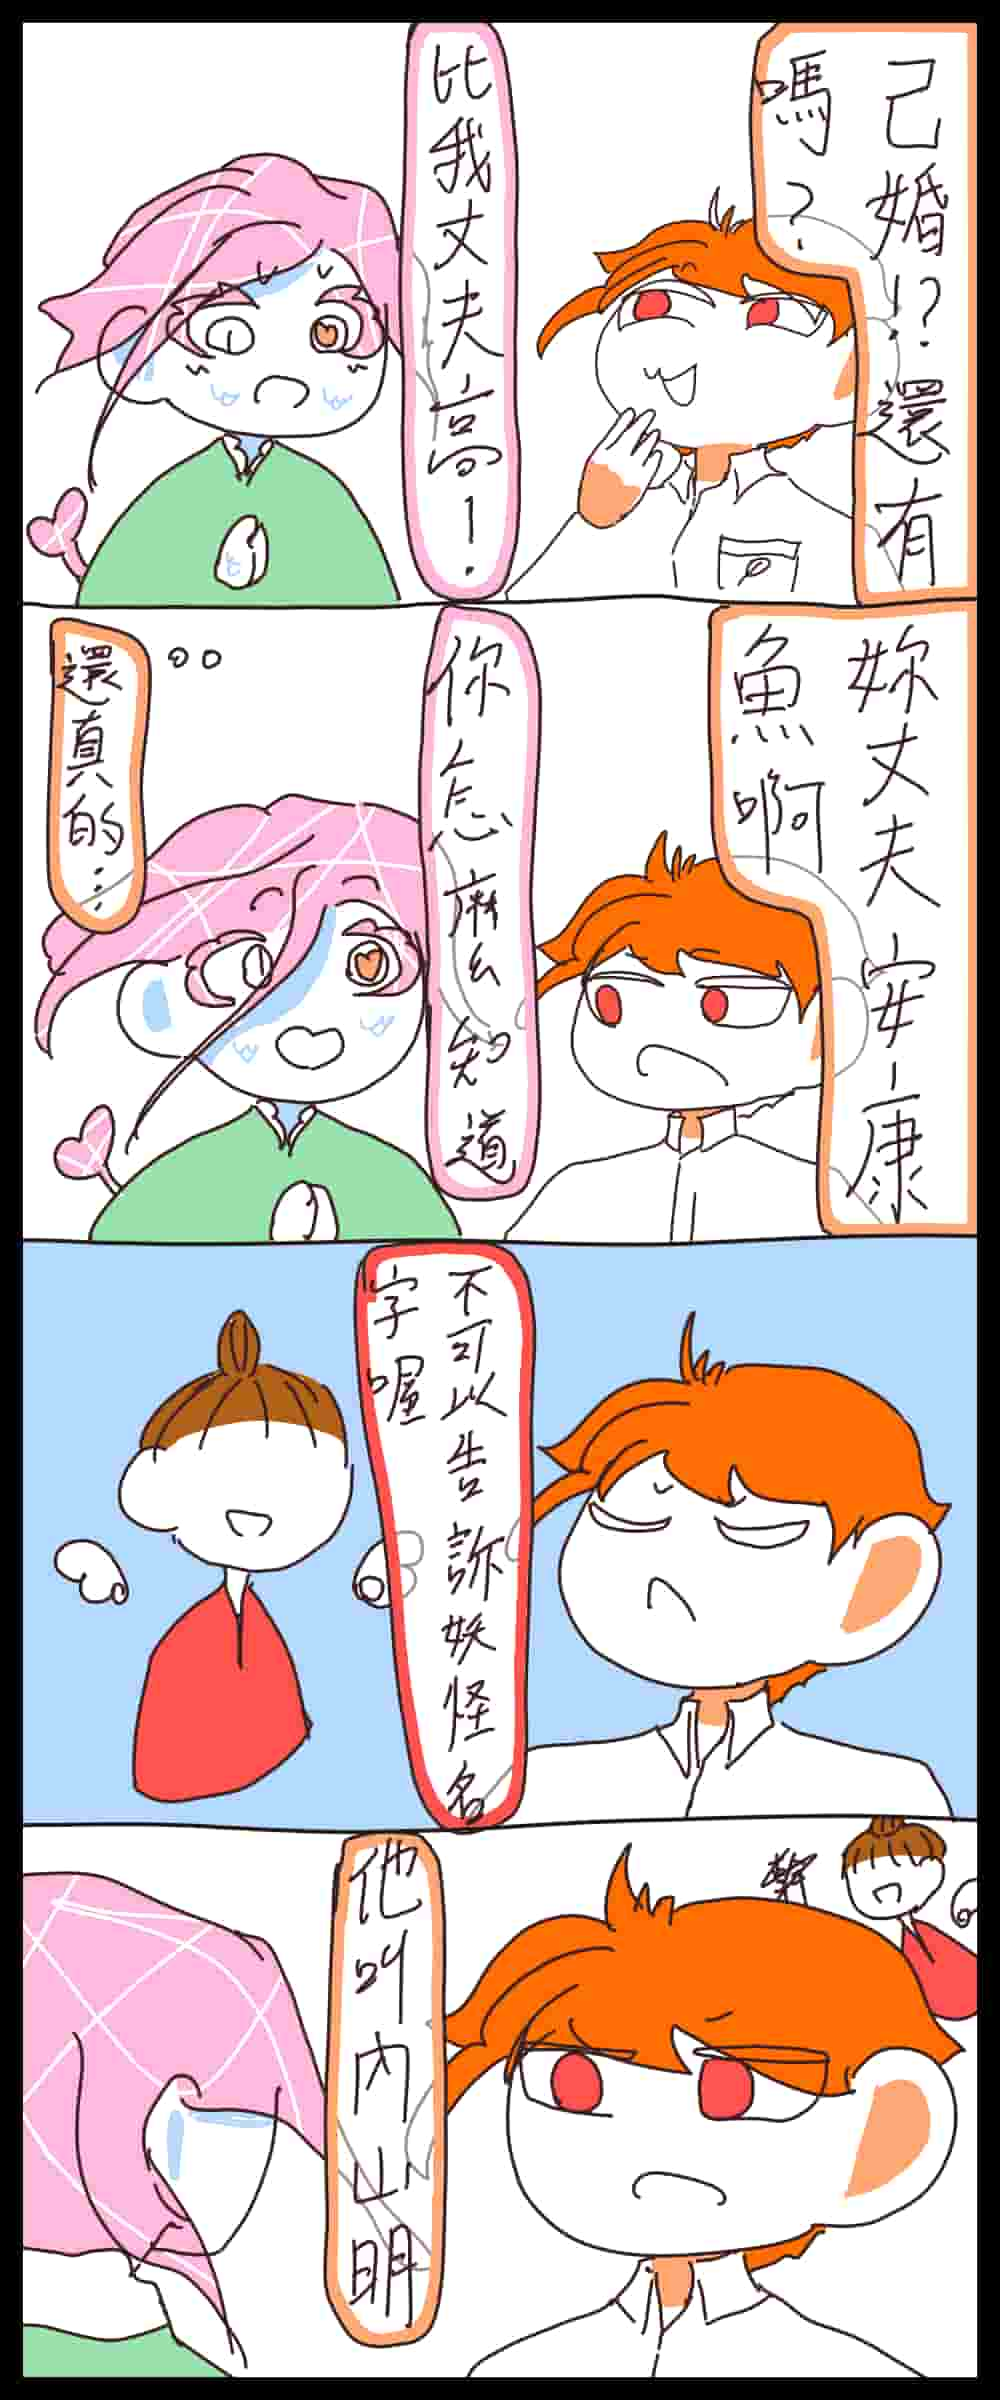 己婚!?還有
嗎?
比我丈夫高!
妳丈夫安康
魚啊
你怎麼知道
還真的...
不可以告訴妖怪名
字喔
他叫內山明